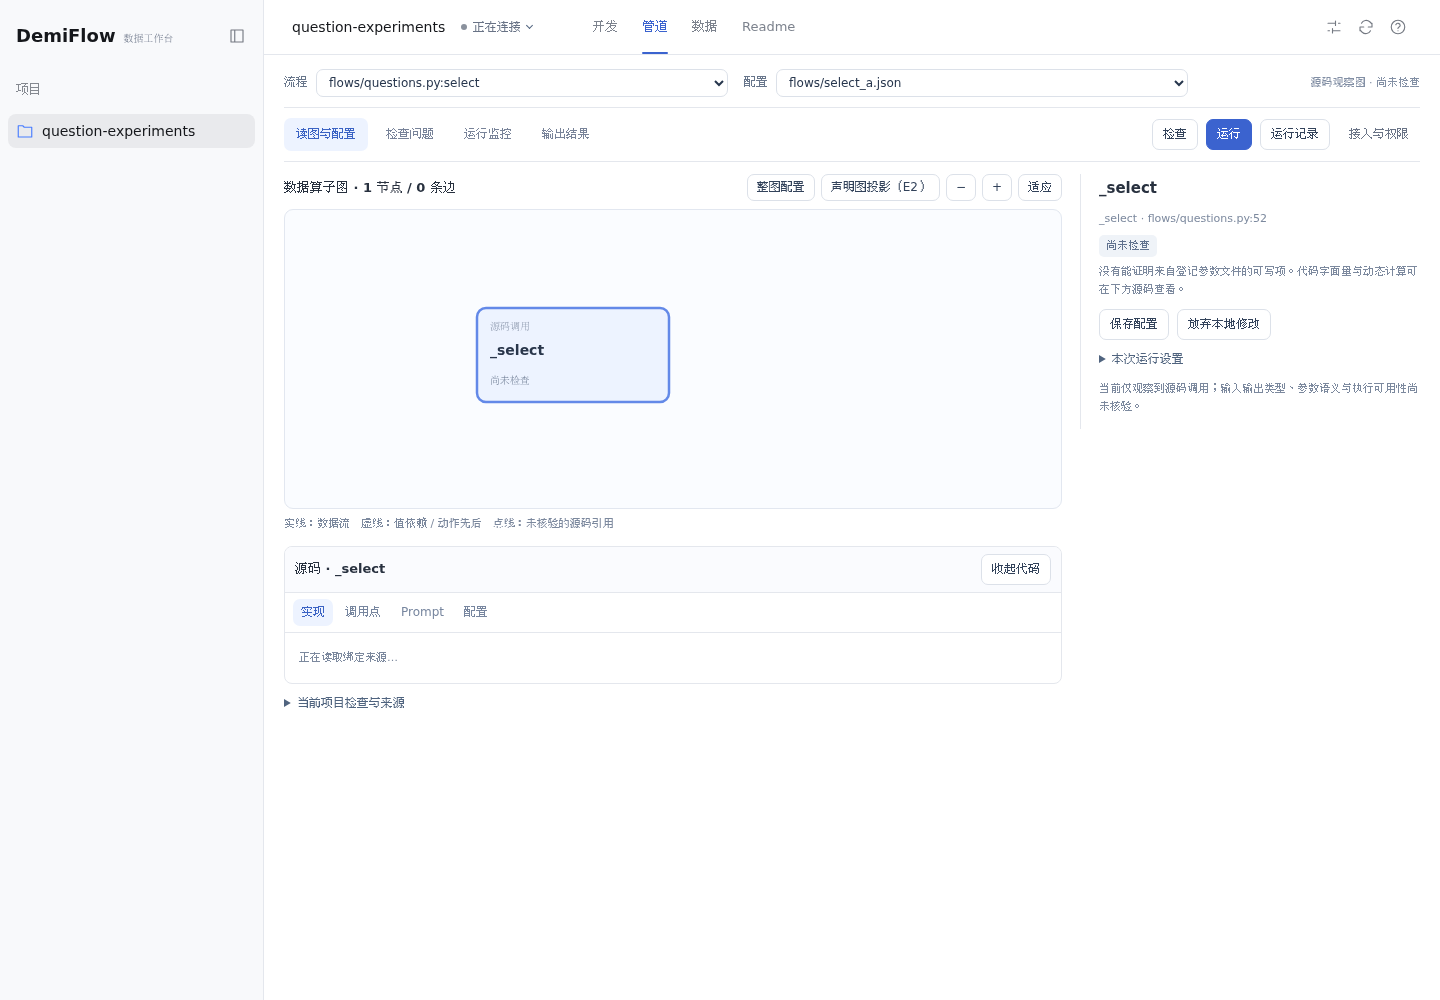 DemiFlow 数据工作台
项目
question-experiments
question-experiments 正在连接 开发 管道 数据 Readme
流程 flows/questions.py:select 配置 flows/select_a.json 源码观察图 · 尚未检查
读图与配置 检查问题 运行监控 输出结果 检查 运行 运行记录 接入与权限
数据算子图 · 1 节点 / 0 条边 整图配置 声明图投影（E2） − + 适应
源码调用
_select
尚未检查
实线：数据流 虚线：值依赖 / 动作先后 点线：未核验的源码引用
源码 · _select 收起代码
实现 调用点 Prompt 配置
正在读取绑定来源…
当前项目检查与来源
_select
_select · flows/questions.py:52
尚未检查
没有能证明来自登记参数文件的可写项。代码字面量与动态计算可
在下方源码查看。
保存配置 放弃本地修改
本次运行设置
当前仅观察到源码调用；输入输出类型、参数语义与执行可用性尚
未核验。